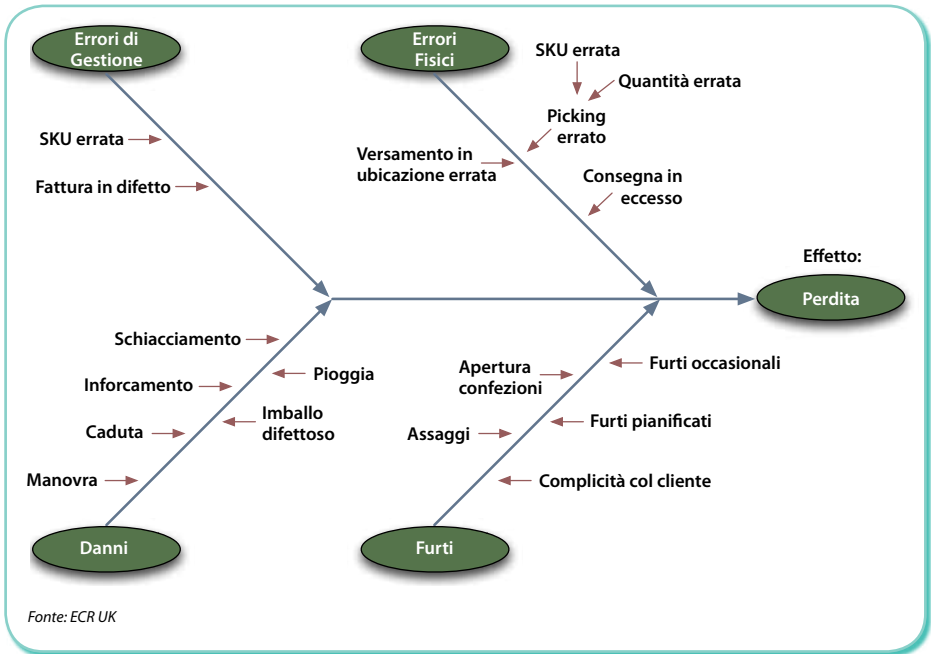 Errori di
Gestione
Errori
Fisici
SKU errata
Quantità errata
Picking
errato
SKU errata
Versamento in
ubicazione errata
Fattura in difetto
Consegna in
eccesso
Effetto:
Perdita
Schiacciamento
Pioggia
Inforcamento
Imballo
difettoso
Caduta
Manovra
Apertura
confezioni
Furti occasionali
Assaggi
Furti pianificati
Complicità col cliente
Danni
Furti
Fonte: ECR UK